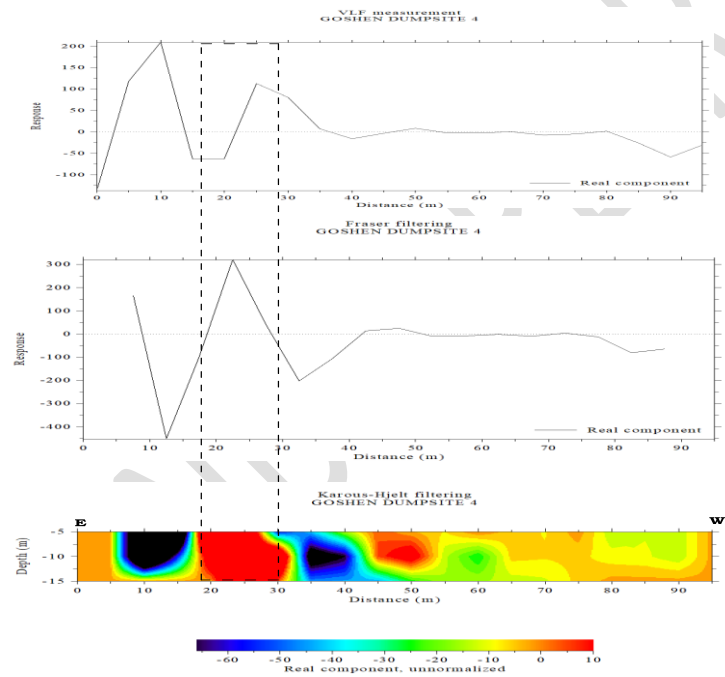 VLF measurement
GOSHEN DUMPSITE 4
200
150
100
50
0
-50
-100
Response
0 10 20 30 40 50 60 70 80 90
Real component
Distance (m)
Fraser filtering
GOSHEN DUMPSITE 4
300
200
100
0
-100
-200
-300
-400
Response
Real component
0 10 20 30 40 50 60 70 80 90
Distance (m)
Karous-Hjelt filtering
GOSHEN DUMPSITE 4
E W
-5
-10
-15
Depth (m)
0 10 20 30 40 50 60 70 80 90
Distance (m)
-60 -50 -40 -30 -20 -10 0 10
Real component, unnormalized